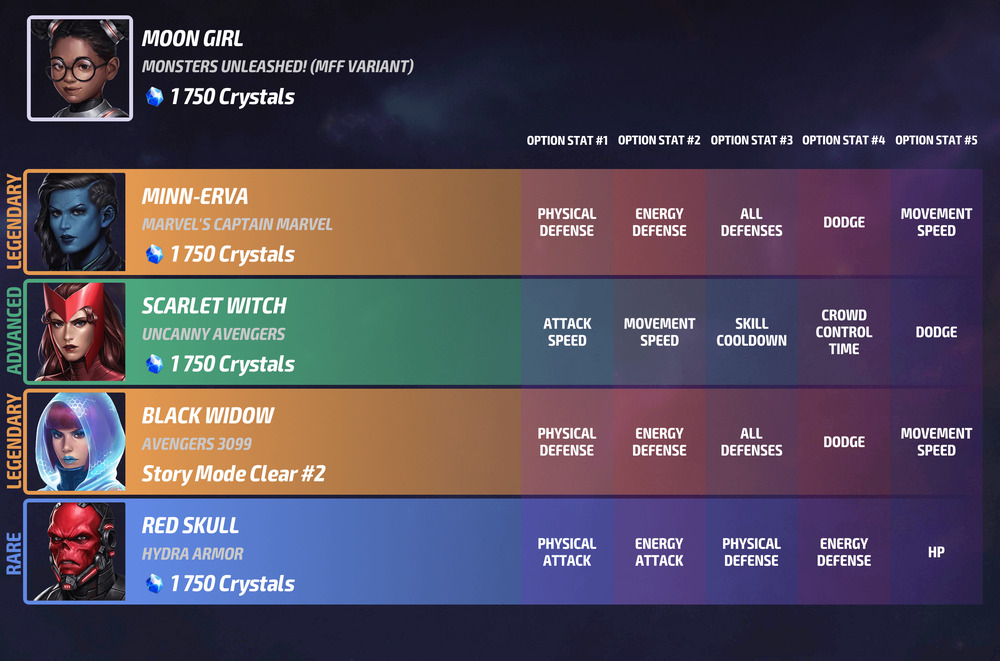 MOON GIRL
MONSTERS UNLEASHED! (MFF VARIANT)
1 750 Crystals
OPTION STAT #1 OPTION STAT #2 OPTION STAT #3 OPTION STAT #4 OPTION STAT #5
LEGENDARY
MINN-ERVA
MARVEL'S CAPTAIN MARVEL
1 750 Crystals
PHYSICAL
DEFENSE
ENERGY
DEFENSE
ALL
DEFENSES
DODGE
MOVEMENT
SPEED
ADVANCED
SCARLET WITCH
UNCANNY AVENGERS
1 750 Crystals
ATTACK
SPEED
MOVEMENT
SPEED
SKILL
COOLDOWN
CROWD
CONTROL
TIME
DODGE
LEGENDARY
BLACK WIDOW
AVENGERS 3099
Story Mode Clear #2
PHYSICAL
DEFENSE
ENERGY
DEFENSE
ALL
DEFENSES
DODGE
MOVEMENT
SPEED
RARE
RED SKULL
HYDRA ARMOR
1 750 Crystals
PHYSICAL
ATTACK
ENERGY
ATTACK
PHYSICAL
DEFENSE
ENERGY
DEFENSE
HP